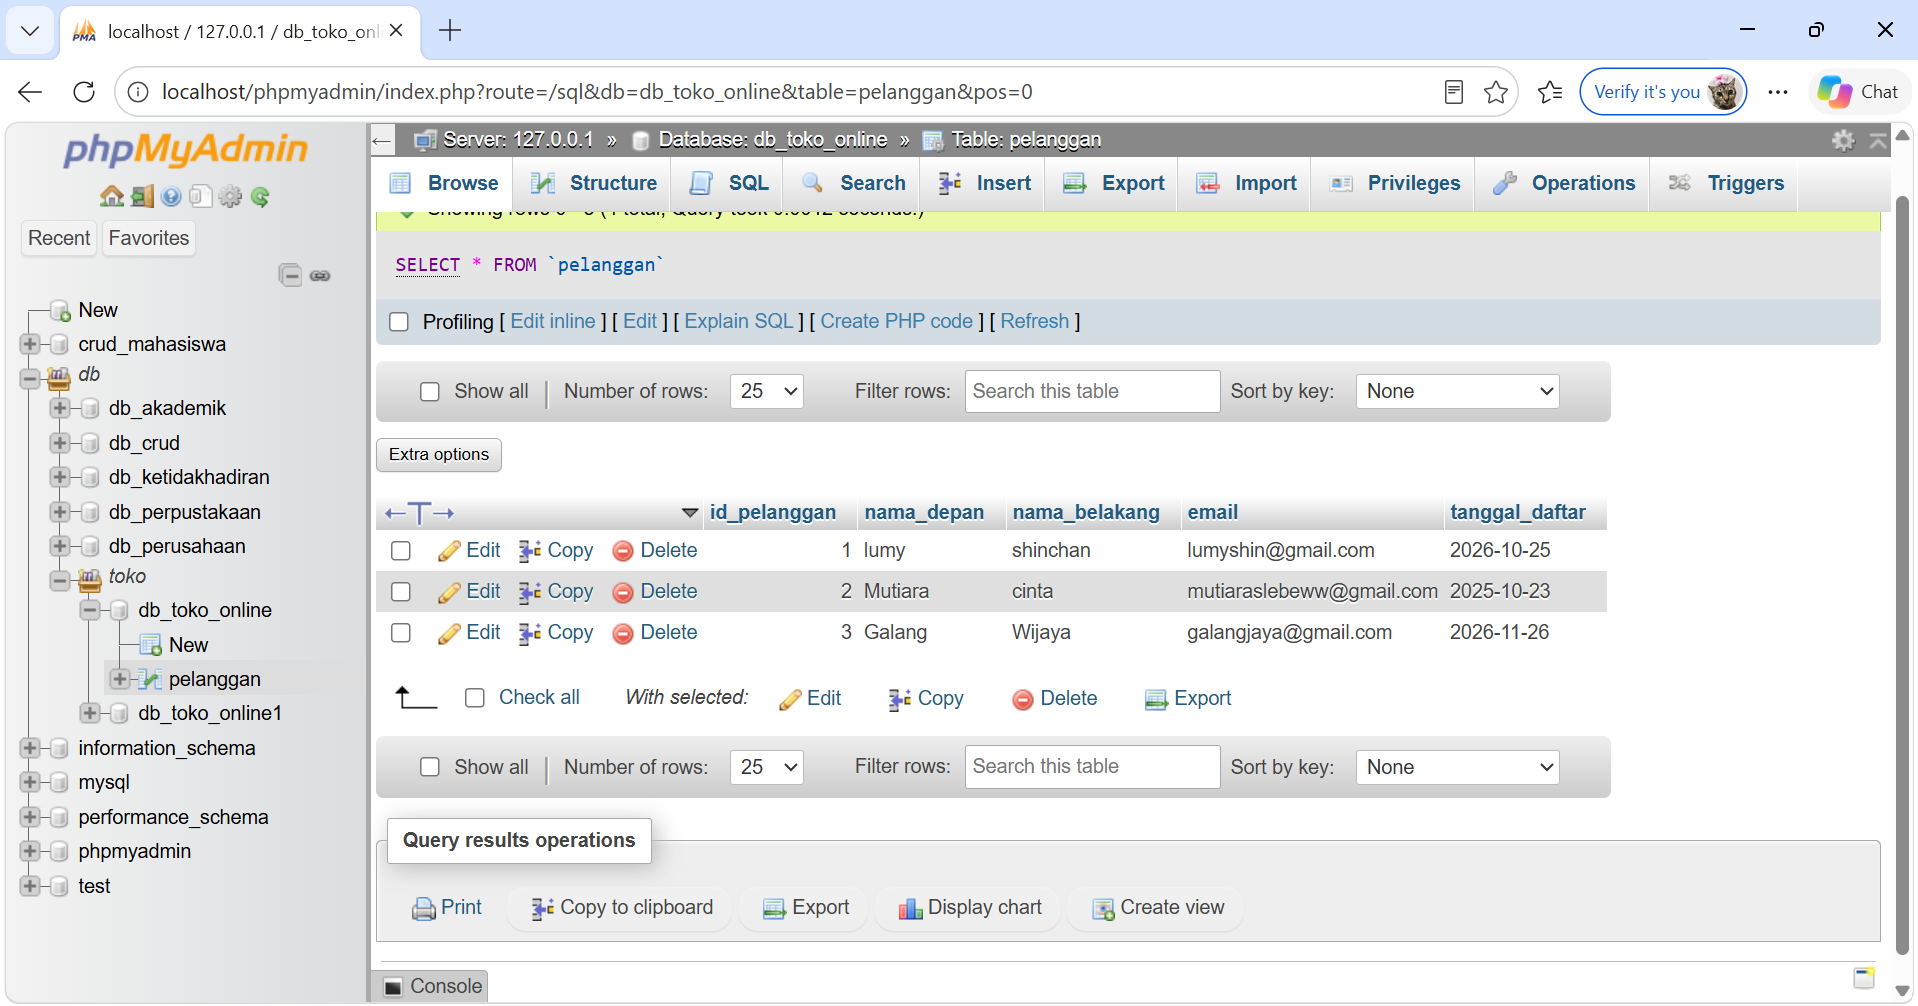 localhost / 127.0.0.1 / db_toko_onl
localhost/phpmyadmin/index.php?route=/sql&db=db_toko_online&table=pelanggan&pos=0
Verify it's you
Chat
phpMyAdmin
Recent
Favorites
New
crud_mahasiswa
db
db_akademik
db_crud
db_ketidakhadiran
db_perpustakaan
db_perusahaan
toko
db_toko_online
New
pelanggan
db_toko_online1
information_schema
mysql
performance_schema
phpmyadmin
test
Server: 127.0.0.1 » Database: db_toko_online » Table: pelanggan
Browse Structure SQL Search Insert Export Import Privileges Operations Triggers
SELECT * FROM `pelanggan`
Profiling [ Edit inline ] [ Edit ] [ Explain SQL ] [ Create PHP code ] [ Refresh ]
Show all | Number of rows: 25 Filter rows: Search this table Sort by key: None
Extra options
id_pelanggan nama_depan nama_belakang email tanggal_daftar
Edit Copy Delete 1 lumy shinchan lumyshin@gmail.com 2026-10-25
Edit Copy Delete 2 Mutiara cinta mutiaraslebeww@gmail.com 2025-10-23
Edit Copy Delete 3 Galang Wijaya galangjaya@gmail.com 2026-11-26
Check all With selected: Edit Copy Delete Export
Show all | Number of rows: 25 Filter rows: Search this table Sort by key: None
Query results operations
Print Copy to clipboard Export Display chart Create view
Console